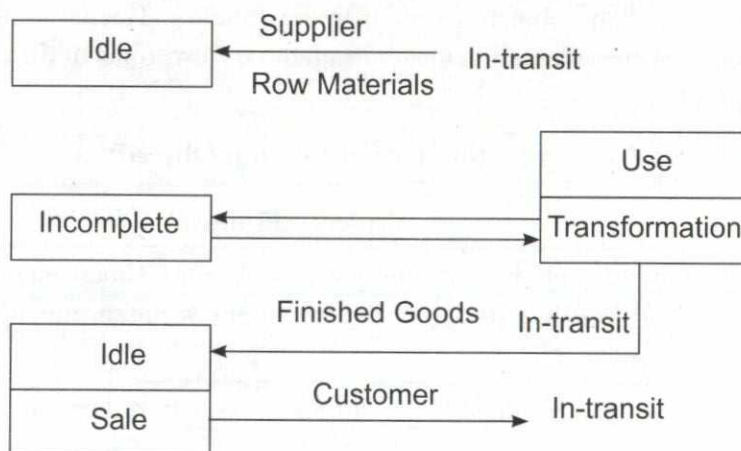 Supplier
Idle
In-transit
Row Materials
Use
Incomplete
Transformation
Finished Goods
In-transit
Idle
Customer
Sale
In-transit